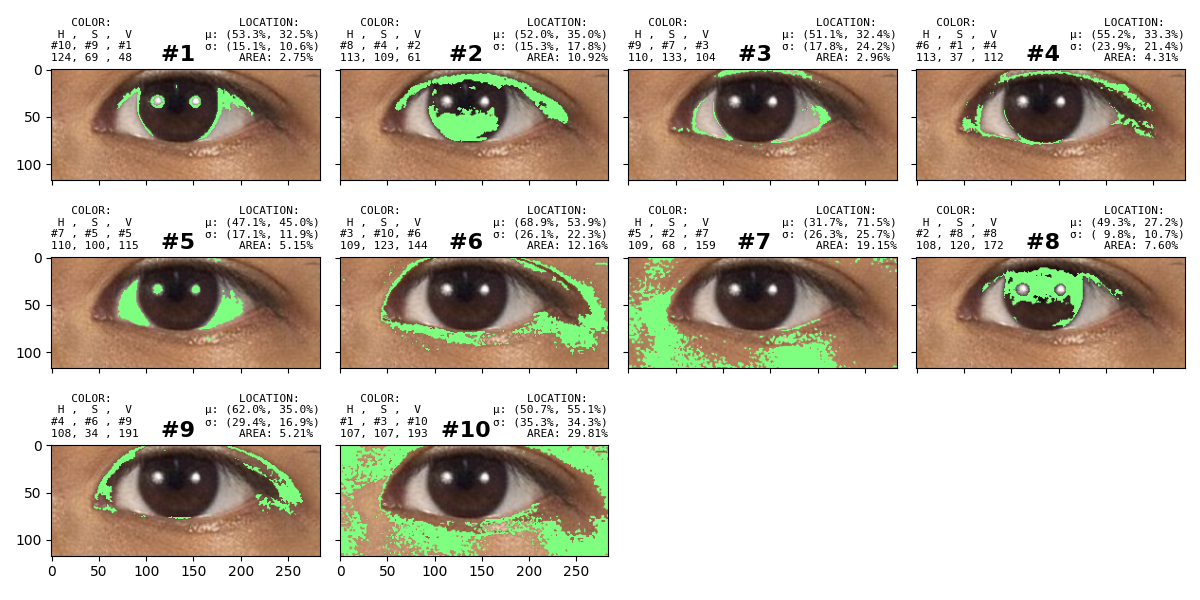 COLOR:
H , S , V
#10, #9 , #1
124, 69 , 48
#1
LOCATION:
μ: (53.3%, 32.5%)
σ: (15.1%, 10.6%)
AREA: 2.75%
COLOR:
H , S , V
#8 , #4 , #2
113, 109, 61
#2
LOCATION:
μ: (52.0%, 35.0%)
σ: (15.3%, 17.8%)
AREA: 10.92%
COLOR:
H , S , V
#9 , #7 , #3
110, 133, 104
#3
LOCATION:
μ: (51.1%, 32.4%)
σ: (17.8%, 24.2%)
AREA: 2.96%
COLOR:
H , S , V
#6 , #1 , #4
113, 37 , 112
#4
LOCATION:
μ: (55.2%, 33.3%)
σ: (23.9%, 21.4%)
AREA: 4.31%
0
50
100
COLOR:
H , S , V
#7 , #5 , #5
110, 100, 115
#5
LOCATION:
μ: (47.1%, 45.0%)
σ: (17.1%, 11.9%)
AREA: 5.15%
COLOR:
H , S , V
#3 , #10, #6
109, 123, 144
#6
LOCATION:
μ: (68.9%, 53.9%)
σ: (26.1%, 22.3%)
AREA: 12.16%
COLOR:
H , S , V
#5 , #2 , #7
109, 68 , 159
#7
LOCATION:
μ: (31.7%, 71.5%)
σ: (26.3%, 25.7%)
AREA: 19.15%
COLOR:
H , S , V
#2 , #8 , #8
108, 120, 172
#8
LOCATION:
μ: (49.3%, 27.2%)
σ: ( 9.8%, 10.7%)
AREA: 7.60%
0
50
100
COLOR:
H , S , V
#4 , #6 , #9
108, 34 , 191
#9
LOCATION:
μ: (62.0%, 35.0%)
σ: (29.4%, 16.9%)
AREA: 5.21%
COLOR:
H , S , V
#1 , #3 , #10
107, 107, 193
#10
LOCATION:
μ: (50.7%, 55.1%)
σ: (35.3%, 34.3%)
AREA: 29.81%
0
50
100
0 50 100 150 200 250
0 50 100 150 200 250